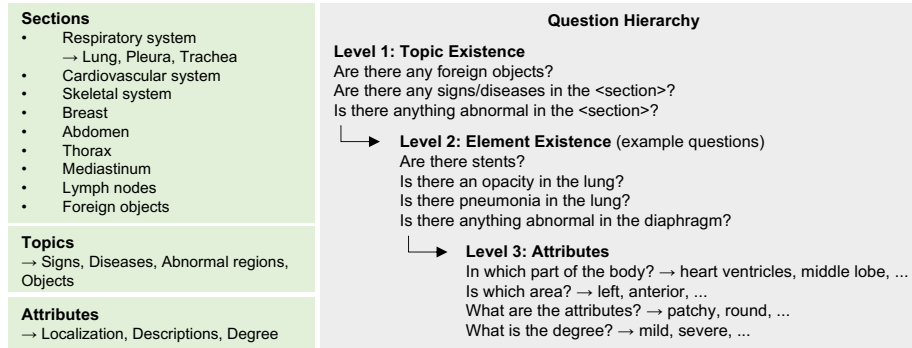 Sections
• Respiratory system
→ Lung, Pleura, Trachea
• Cardiovascular system
• Skeletal system
• Breast
• Abdomen
• Thorax
• Mediastinum
• Lymph nodes
• Foreign objects
Topics
→ Signs, Diseases, Abnormal regions,
Objects
Attributes
→ Localization, Descriptions, Degree
Question Hierarchy
Level 1: Topic Existence
Are there any foreign objects?
Are there any signs/diseases in the <section>?
Is there anything abnormal in the <section>?
Level 2: Element Existence (example questions)
Are there stents?
Is there an opacity in the lung?
Is there pneumonia in the lung?
Is there anything abnormal in the diaphragm?
Level 3: Attributes
In which part of the body? → heart ventricles, middle lobe, ...
Is which area? → left, anterior, ...
What are the attributes? → patchy, round, ...
What is the degree? → mild, severe, ...